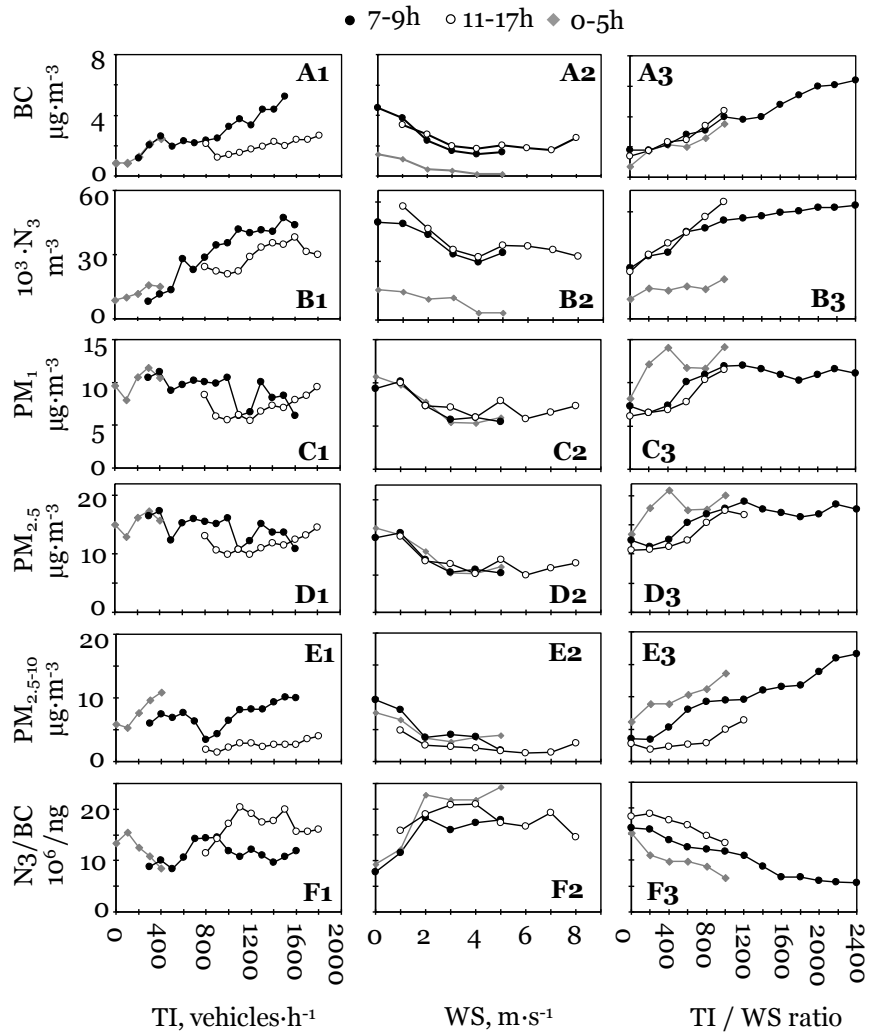 ● 7-9h ○ 11-17h ◆ 0-5h
BC
µg·m⁻³
8
4
0
A1
A2
A3
10³·N₃
m⁻³
60
30
0
B1
B2
B3
PM₁
µg·m⁻³
15
10
5
0
C1
C2
C3
PM₂.₅
µg·m⁻³
20
10
0
D1
D2
D3
PM₂.₅₋₁₀
µg·m⁻³
20
10
0
E1
E2
E3
N3/BC
10⁶/ng
20
10
0
F1
F2
F3
0 400 800 1200 1600 2000
0 2 4 6 8
0 400 800 1200 1600 2000 2400
TI, vehicles·h⁻¹ WS, m·s⁻¹ TI / WS ratio